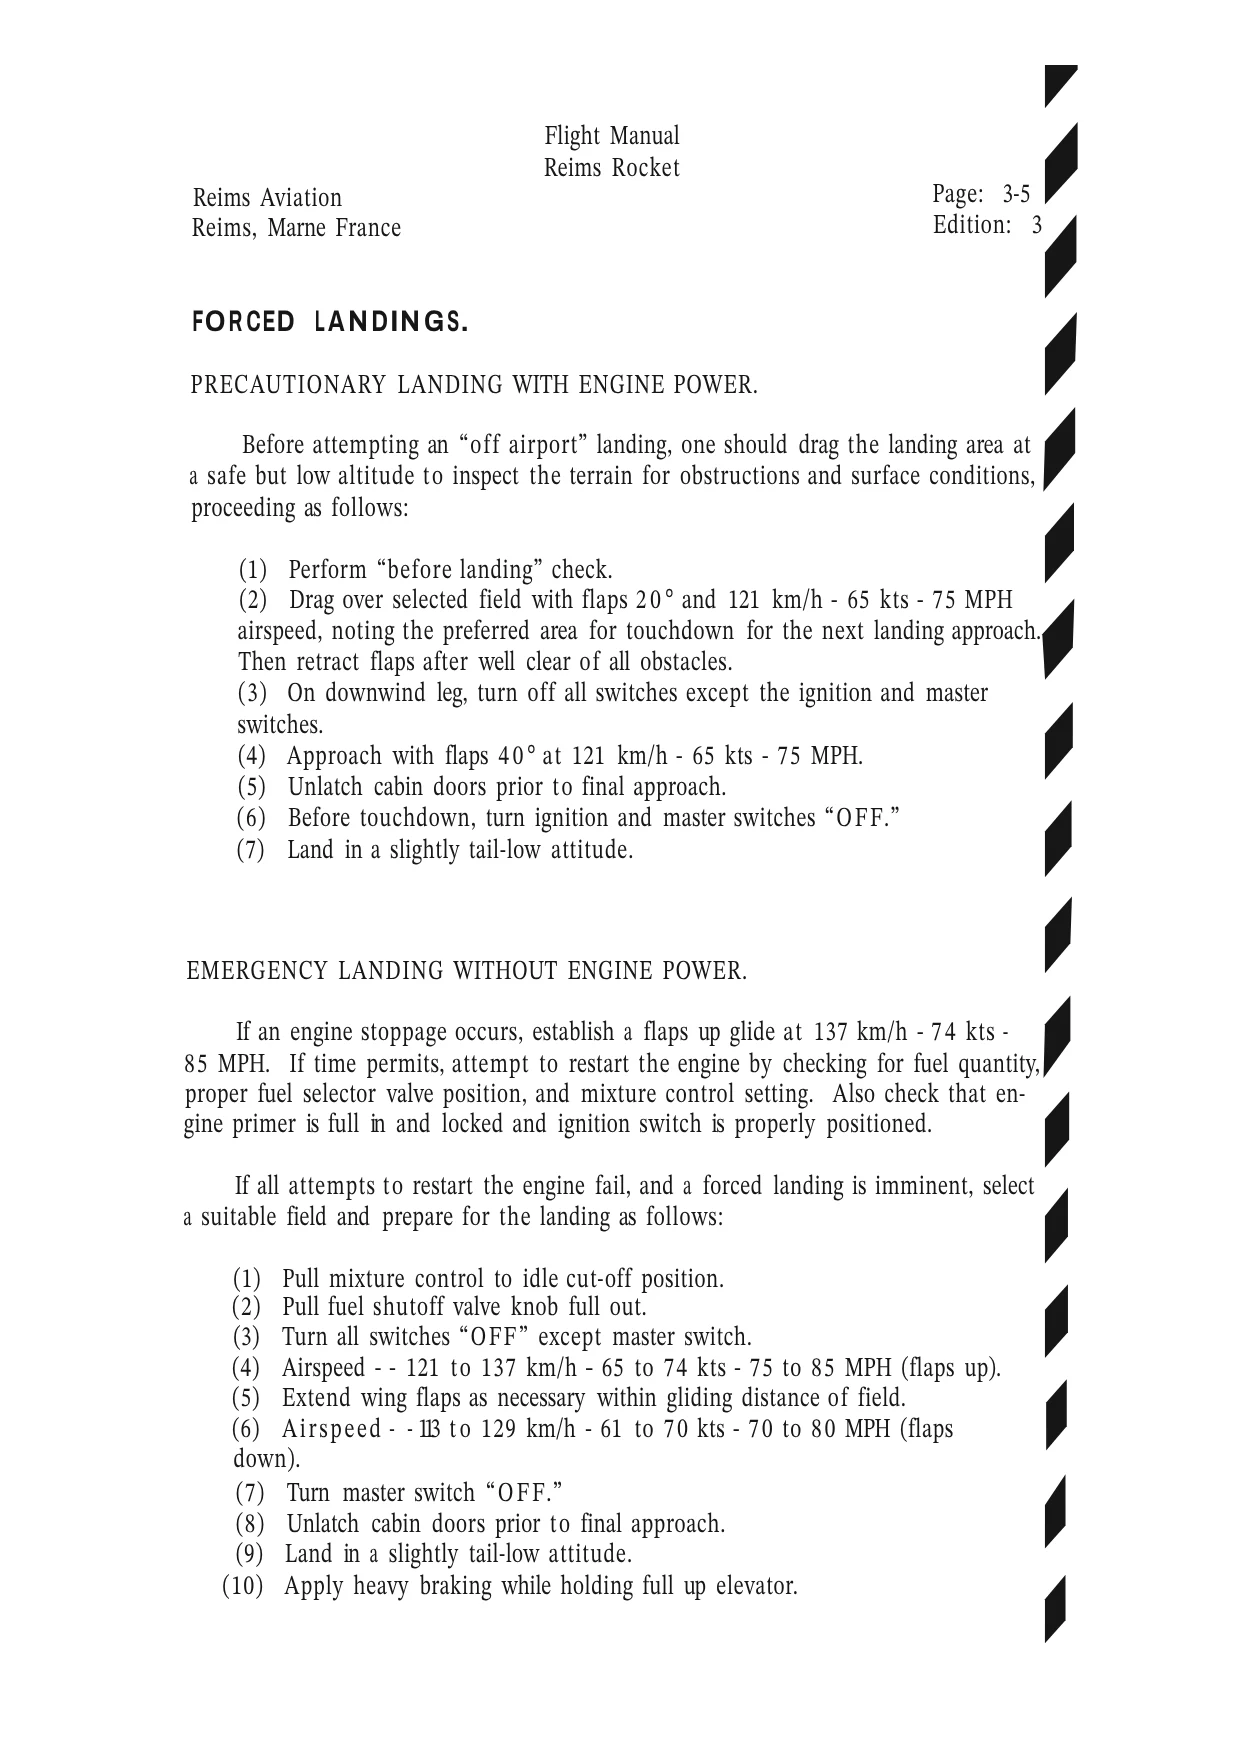 Flight Manual
Reims Rocket
Reims Aviation
Reims, Marne France
Page: 3-5
Edition: 3
FORCED LANDINGS.
PRECAUTIONARY LANDING WITH ENGINE POWER.
Before attempting an “off airport” landing, one should drag the landing area at
a safe but low altitude to inspect the terrain for obstructions and surface conditions,
proceeding as follows:
(1) Perform “before landing” check.
(2) Drag over selected field with flaps 20° and 121 km/h - 65 kts - 75 MPH
airspeed, noting the preferred area for touchdown for the next landing approach.
Then retract flaps after well clear of all obstacles.
(3) On downwind leg, turn off all switches except the ignition and master
switches.
(4) Approach with flaps 40° at 121 km/h - 65 kts - 75 MPH.
(5) Unlatch cabin doors prior to final approach.
(6) Before touchdown, turn ignition and master switches “OFF.”
(7) Land in a slightly tail-low attitude.
EMERGENCY LANDING WITHOUT ENGINE POWER.
If an engine stoppage occurs, establish a flaps up glide at 137 km/h - 74 kts -
85 MPH. If time permits, attempt to restart the engine by checking for fuel quantity,
proper fuel selector valve position, and mixture control setting. Also check that en-
gine primer is full in and locked and ignition switch is properly positioned.
If all attempts to restart the engine fail, and a forced landing is imminent, select
a suitable field and prepare for the landing as follows:
(1) Pull mixture control to idle cut-off position.
(2) Pull fuel shutoff valve knob full out.
(3) Turn all switches “OFF” except master switch.
(4) Airspeed - - 121 to 137 km/h - 65 to 74 kts - 75 to 85 MPH (flaps up).
(5) Extend wing flaps as necessary within gliding distance of field.
(6) Airspeed - - 113 to 129 km/h - 61 to 70 kts - 70 to 80 MPH (flaps
down).
(7) Turn master switch “OFF.”
(8) Unlatch cabin doors prior to final approach.
(9) Land in a slightly tail-low attitude.
(10) Apply heavy braking while holding full up elevator.